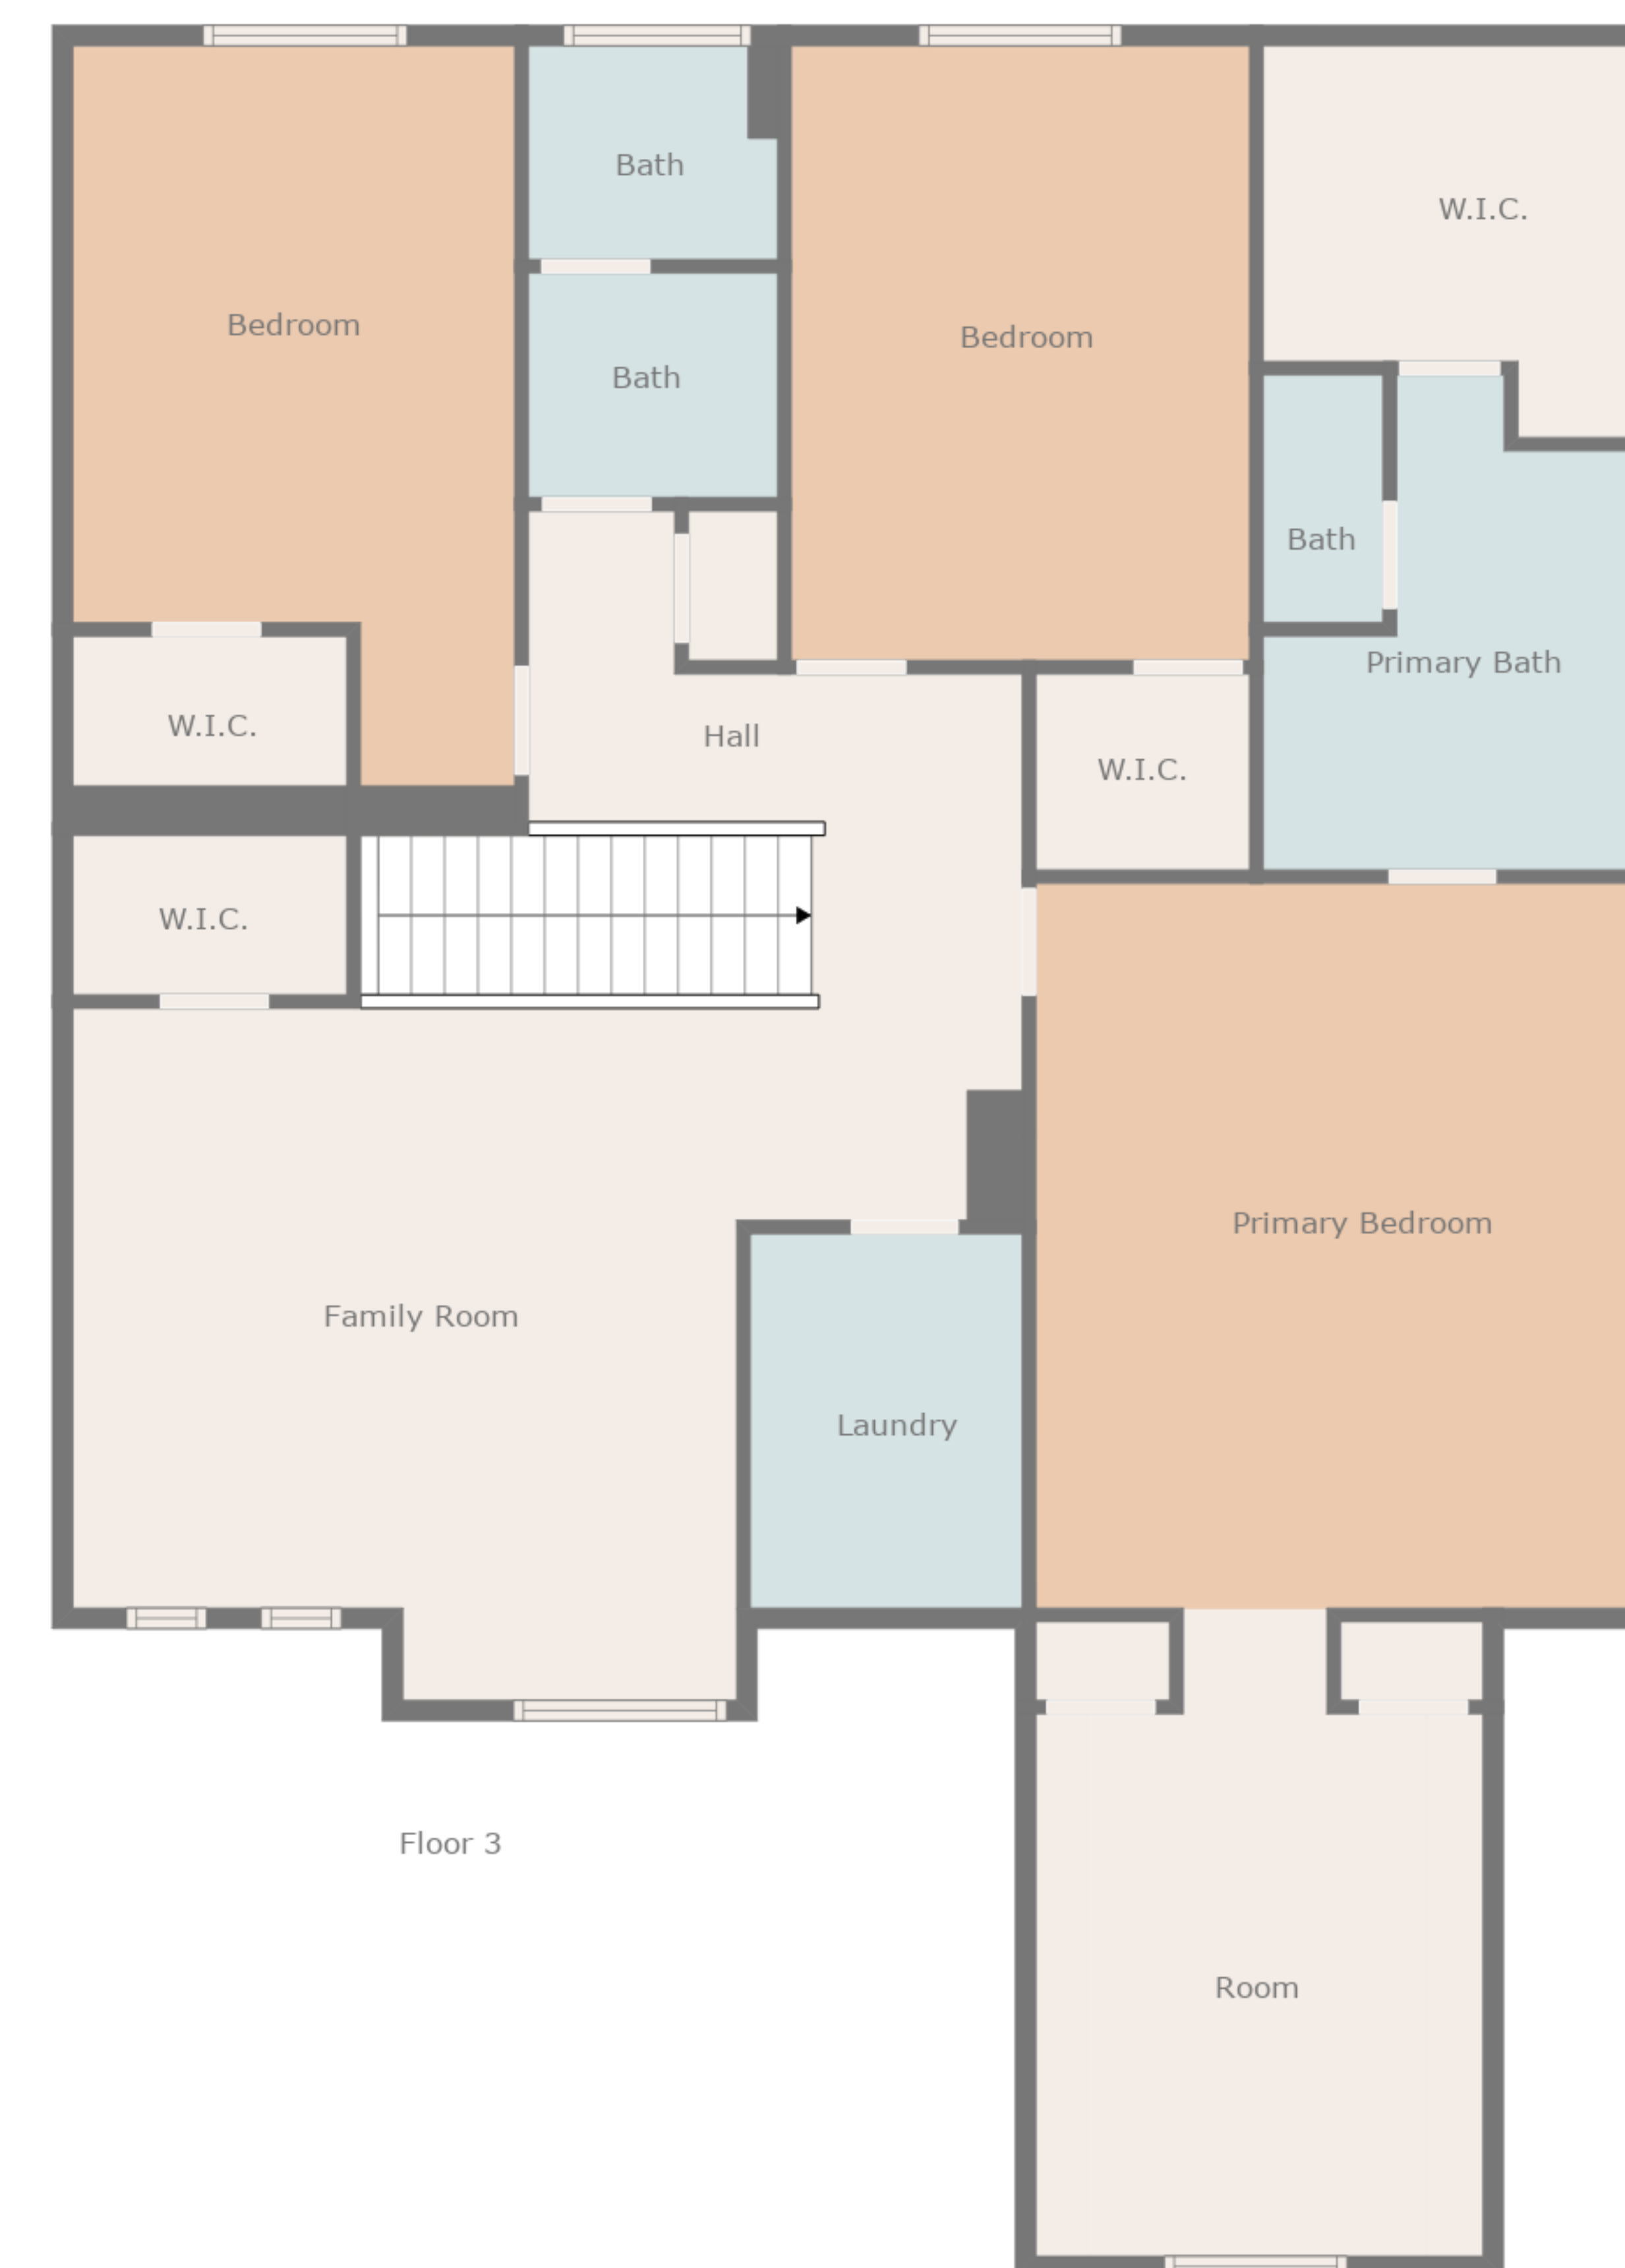 Bath
W.I.C.
Bedroom
Bedroom
Bath
Bath
Primary Bath
W.I.C.
Hall
W.I.C.
W.I.C.
Primary Bedroom
Family Room
Laundry
Floor 3
Room